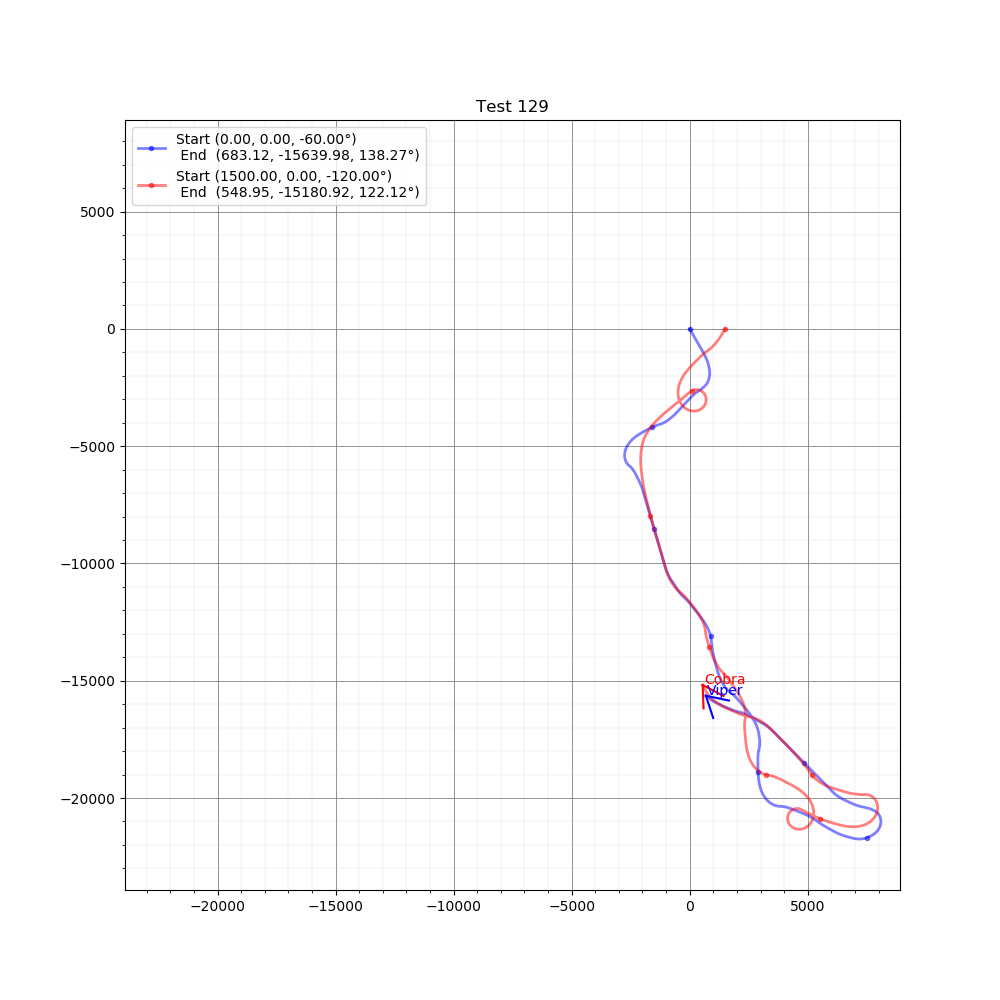 Test 129
Start (0.00, 0.00, -60.00°)
End  (683.12, -15639.98, 138.27°)
Start (1500.00, 0.00, -120.00°)
End  (548.95, -15180.92, 122.12°)
5000
0
−5000
−10000
−15000
−20000
Cobra
Viper
−20000
−15000
−10000
−5000
0
5000